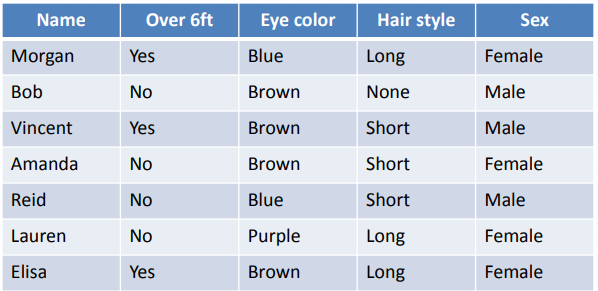 Name Over 6ft Eye color Hair style Sex
Morgan Yes Blue Long Female
Bob No Brown None Male
Vincent Yes Brown Short Male
Amanda No Brown Short Female
Reid No Blue Short Male
Lauren No Purple Long Female
Elisa Yes Brown Long Female